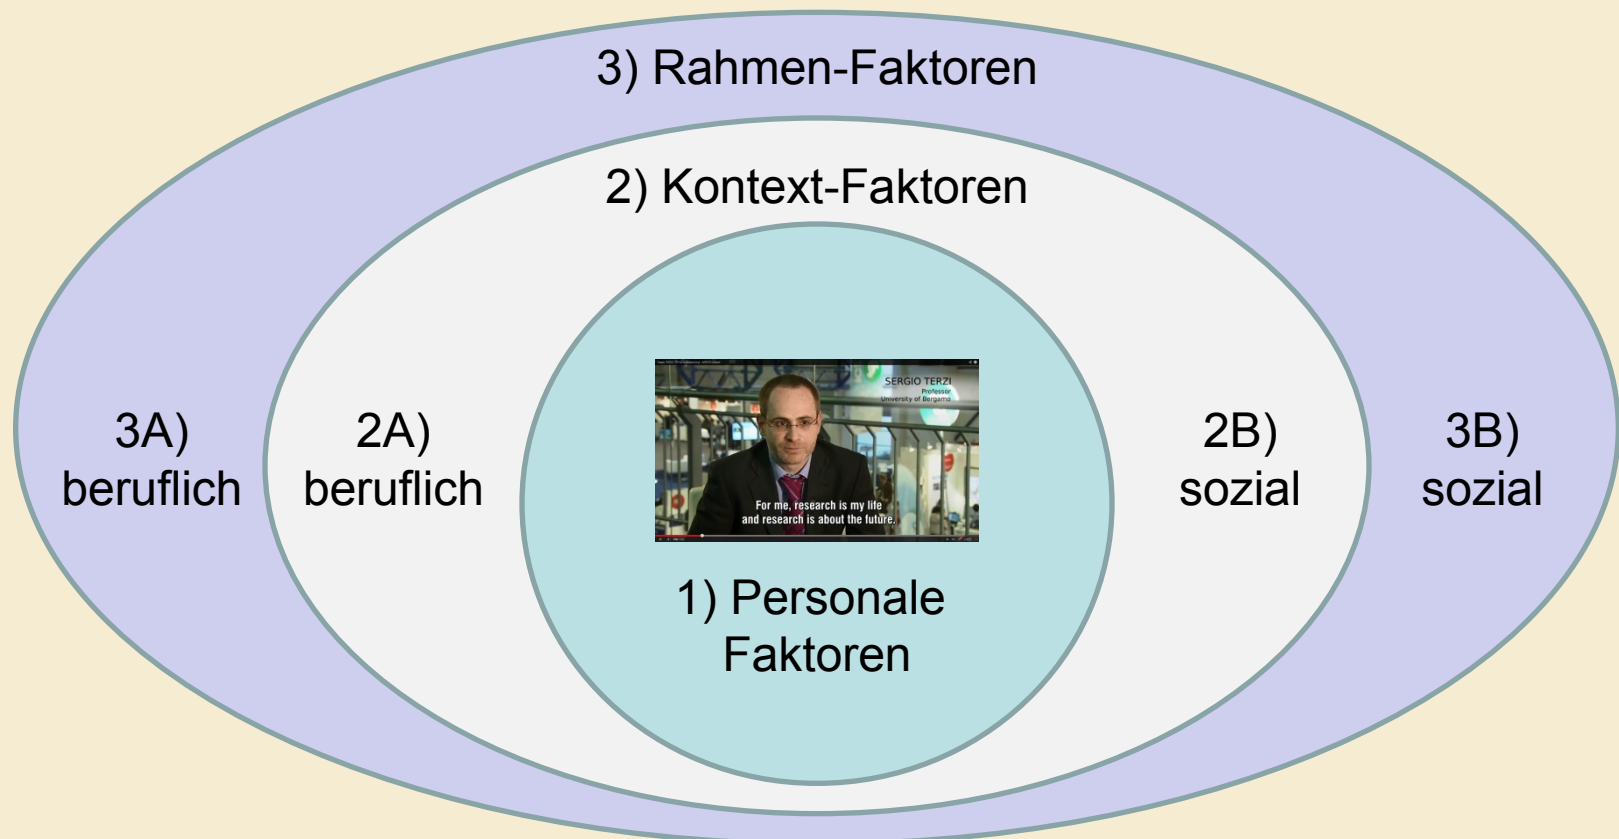 3) Rahmen-Faktoren
2) Kontext-Faktoren
SERGIO TERZI
Professor
University of Bergamo
3A)
beruflich
2A)
beruflich
2B)
sozial
3B)
sozial
For me, research is my life
and research is about the future.
1) Personale
Faktoren